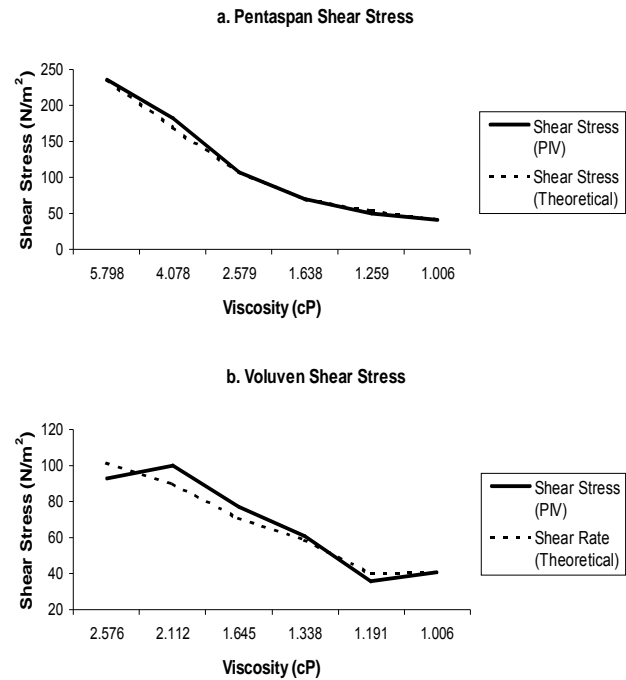 a. Pentaspan Shear Stress
Shear Stress (N/m²)
250
200
150
100
50
0
5.798 4.078 2.579 1.638 1.259 1.006
Viscosity (cP)
Shear Stress
(PIV)
Shear Stress
(Theoretical)
b. Voluven Shear Stress
Shear Stress (N/m²)
120
100
80
60
40
20
2.576 2.112 1.645 1.338 1.191 1.006
Viscosity (cP)
Shear Stress
(PIV)
Shear Rate
(Theoretical)